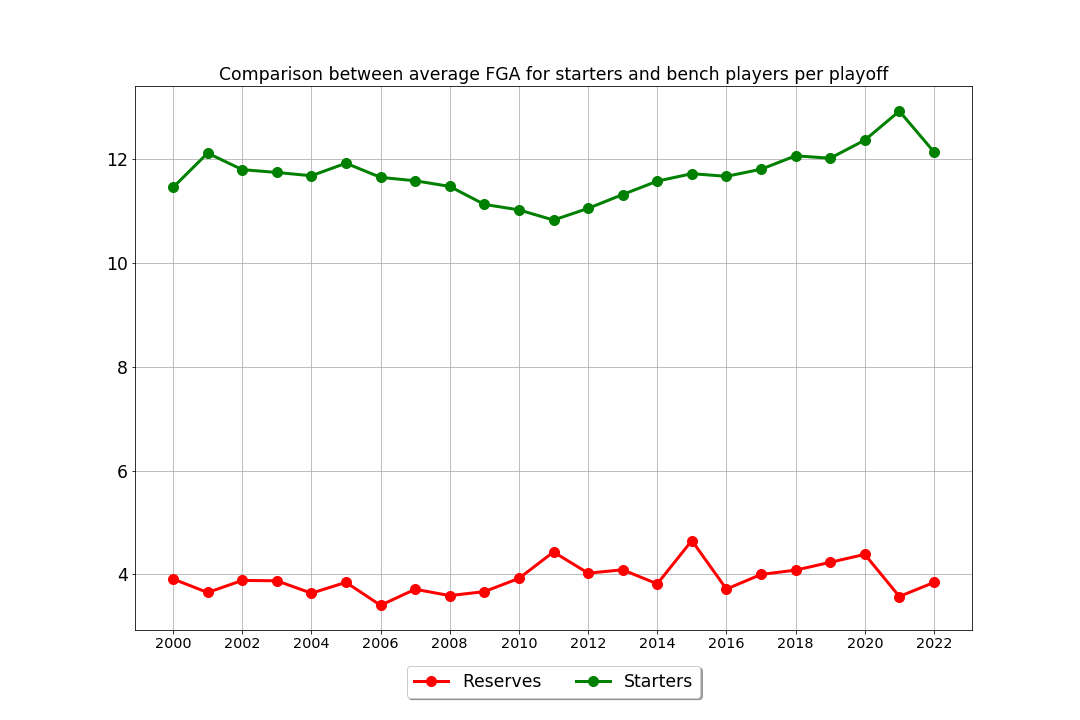 Comparison between average FGA for starters and bench players per playoff
12
10
8
6
4
2000 2002 2004 2006 2008 2010 2012 2014 2016 2018 2020 2022
Reserves Starters